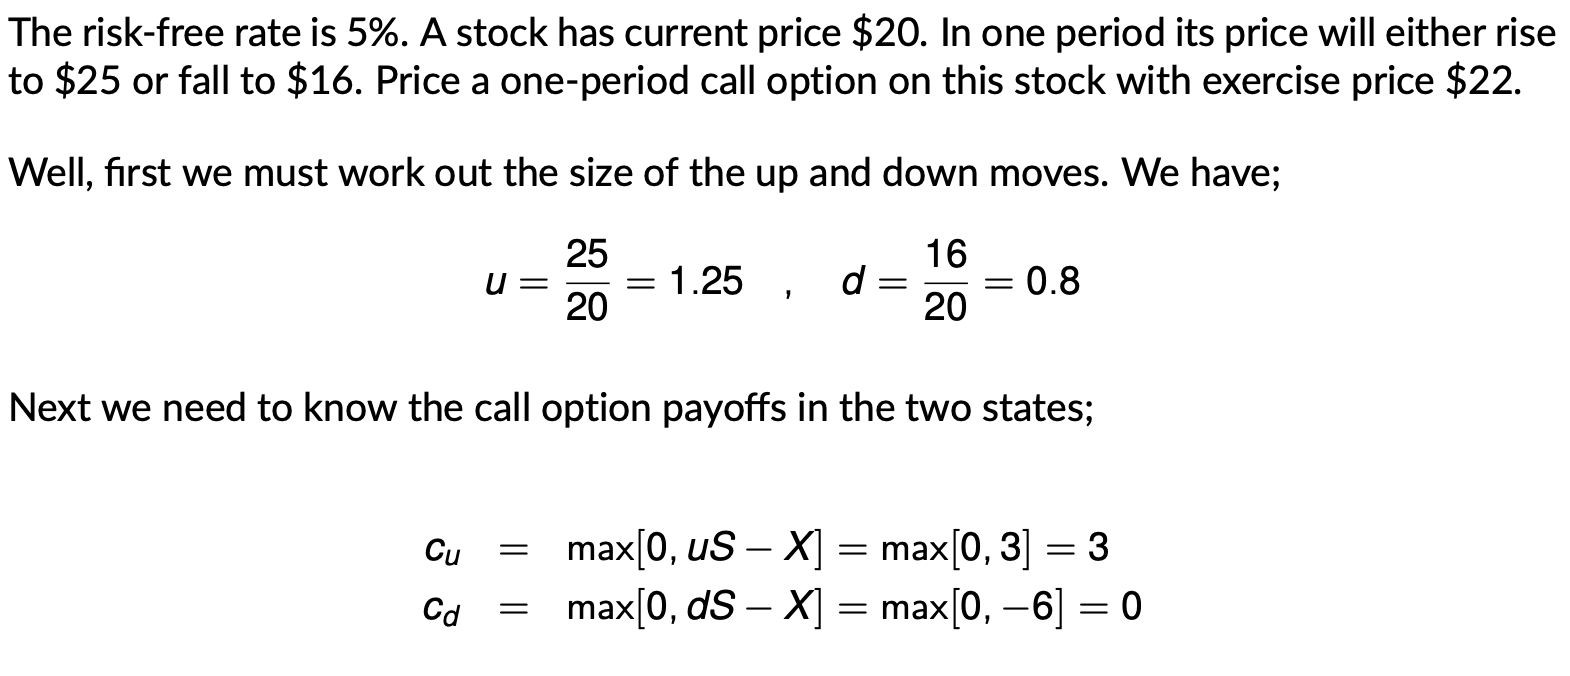 The risk-free rate is 5%. A stock has current price $20. In one period its price will either rise
to $25 or fall to $16. Price a one-period call option on this stock with exercise price $22.
Well, first we must work out the size of the up and down moves. We have;
u = 25/20 = 1.25 , d = 16/20 = 0.8
Next we need to know the call option payoffs in the two states;
c_u = max[0, uS − X] = max[0, 3] = 3
c_d = max[0, dS − X] = max[0, −6] = 0